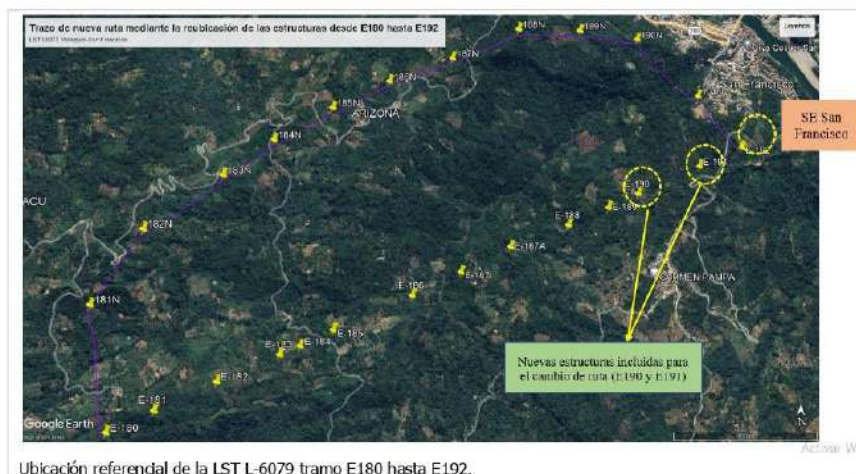 Trazo de nueva ruta mediante la reubicación de las estructuras desde E180 hasta E192
Leyenda
188N
189N
190N
187N
186N
185N
ARIZONA
San Francisco
184N
SE San
Francisco
183N
E-190
E-189
182N
E-188
E-187A
CARMEN PAMPA
E-187
181N
E-186
E-185
E-184
E-183
Nuevas estructuras incluidas para
el cambio de ruta (E190 y E191)
E-182
E-181
Google Earth
E-180
N
Activar W
Ubicación referencial de la LST L-6079 tramo E180 hasta E192.